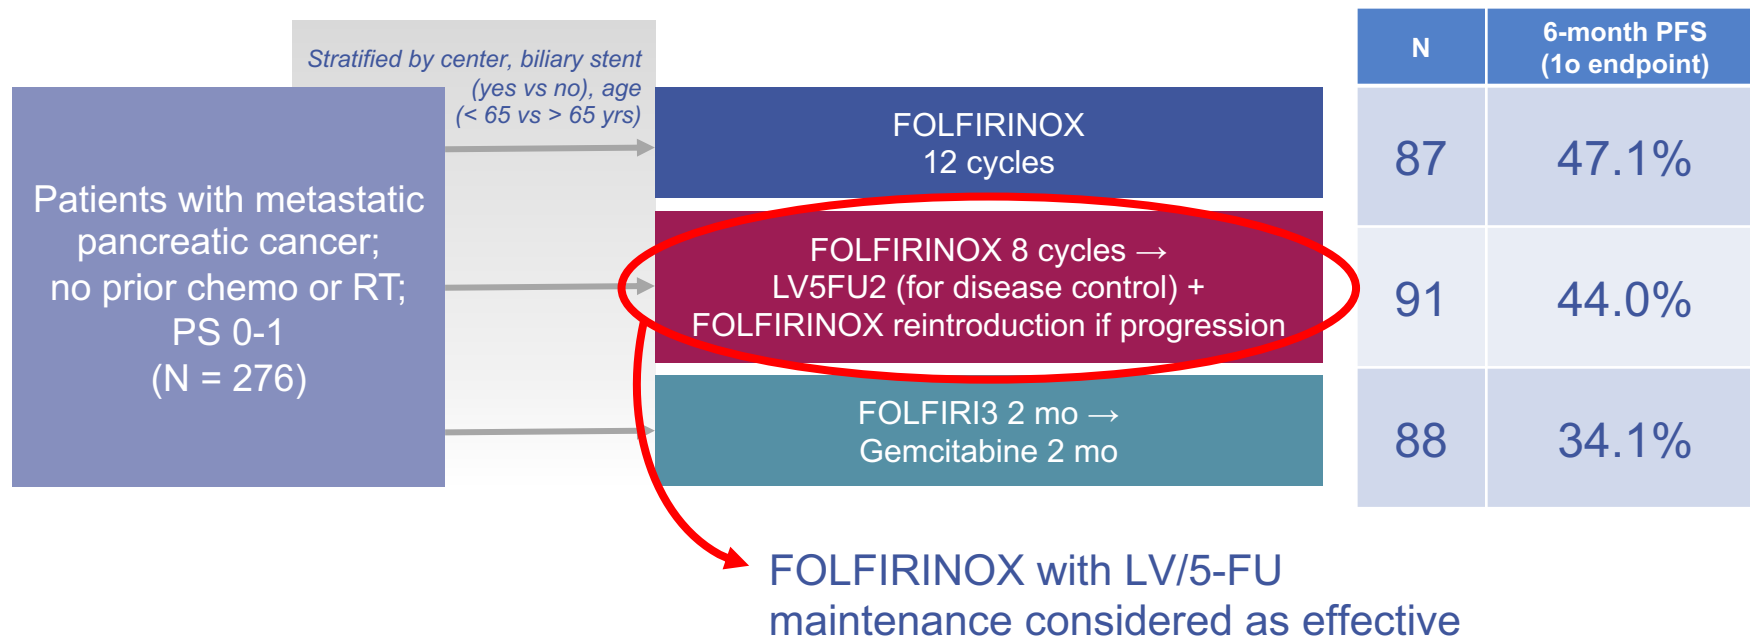 Stratified by center, biliary stent
(yes vs no), age
(< 65 vs > 65 yrs)
Patients with metastatic
pancreatic cancer;
no prior chemo or RT;
PS 0-1
(N = 276)
FOLFIRINOX
12 cycles
FOLFIRINOX 8 cycles →
LV5FU2 (for disease control) +
FOLFIRINOX reintroduction if progression
FOLFIRI3 2 mo →
Gemcitabine 2 mo
N
6-month PFS
(1o endpoint)
87
47.1%
91
44.0%
88
34.1%
FOLFIRINOX with LV/5-FU
maintenance considered as effective